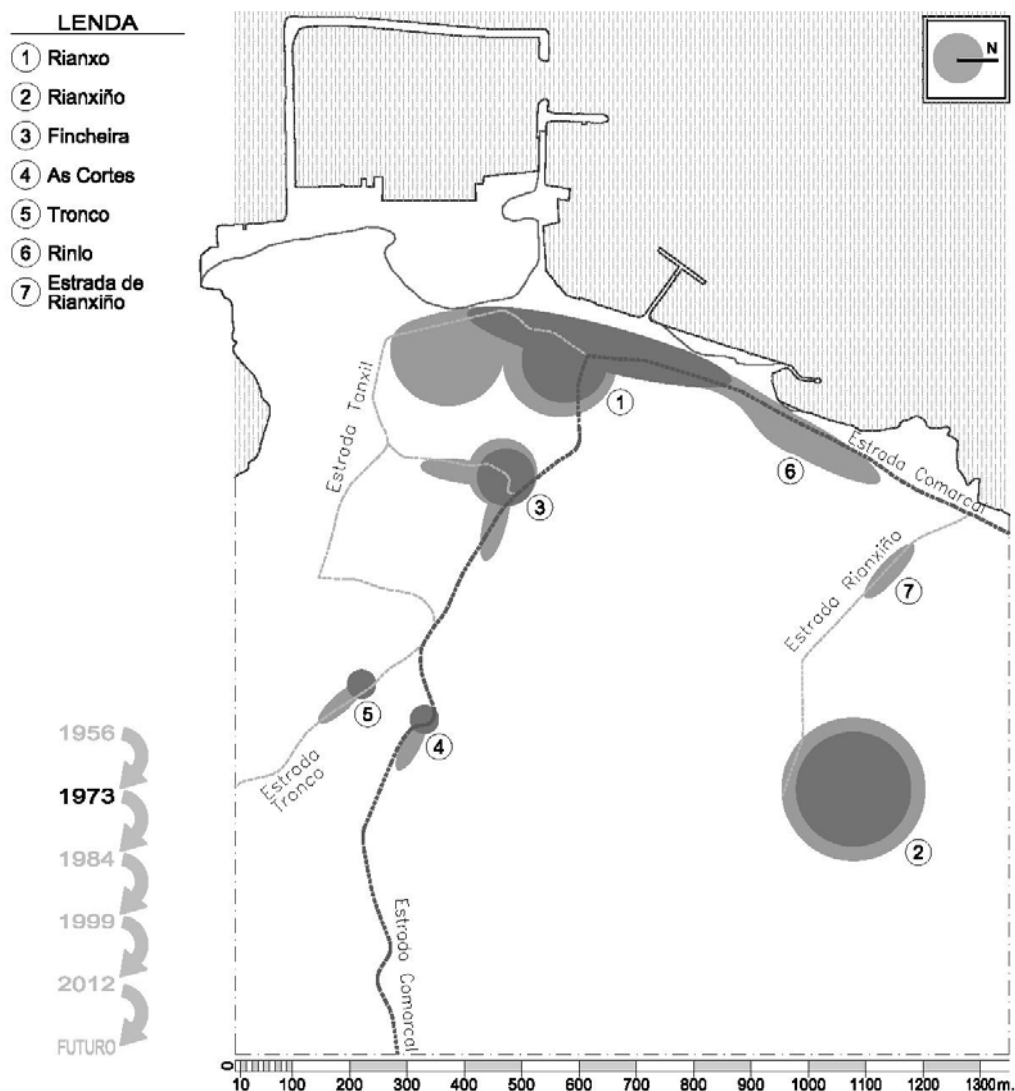 LENDA
1 Rianxo
2 Rianxiño
3 Fincheira
4 As Cortes
5 Tronco
6 Rinlo
7 Estrada de
Rianxiño
N
Estrada Tanxil
1
6
Estrada Comarcal
3
Estrada Rianxiño
7
5
4
Estrada
Tronco
2
Estrada Comarcal
1956
1973
1984
1999
2012
FUTURO
0 10 100 200 300 400 500 600 700 800 900 1000 1100 1200 1300 m.